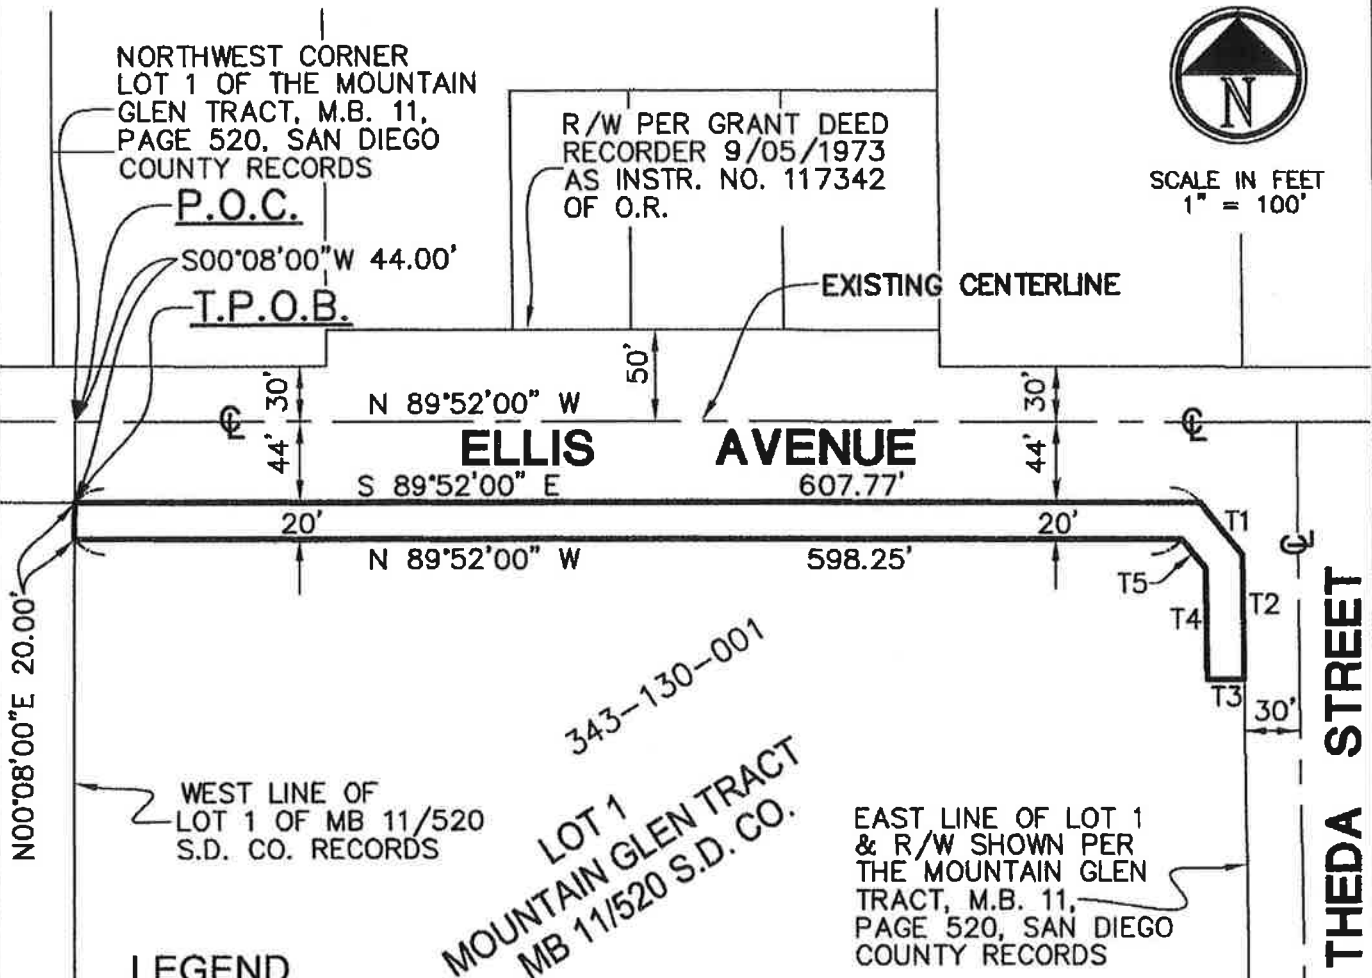 NORTHWEST CORNER
LOT 1 OF THE MOUNTAIN
GLEN TRACT, M.B. 11,
PAGE 520, SAN DIEGO
COUNTY RECORDS
P.O.C.
S00°08'00"W 44.00'
T.P.O.B.
R/W PER GRANT DEED
RECORDER 9/05/1973
AS INSTR. NO. 117342
OF O.R.
N
SCALE IN FEET
1" = 100'
EXISTING CENTERLINE
30'
50'
30'
N 89°52'00" W
CL
CL
44'
ELLIS AVENUE
44'
S 89°52'00" E 607.77'
20'
20'
T1
CL
N 89°52'00" W 598.25'
T5
T2
T4
T3
30'
N00°08'00"E 20.00'
343-130-001
THEDA STREET
WEST LINE OF
LOT 1 OF MB 11/520
S.D. CO. RECORDS
LOT 1
MOUNTAIN GLEN TRACT
MB 11/520 S.D. CO.
EAST LINE OF LOT 1
& R/W SHOWN PER
THE MOUNTAIN GLEN
TRACT, M.B. 11,
PAGE 520, SAN DIEGO
COUNTY RECORDS
LEGEND